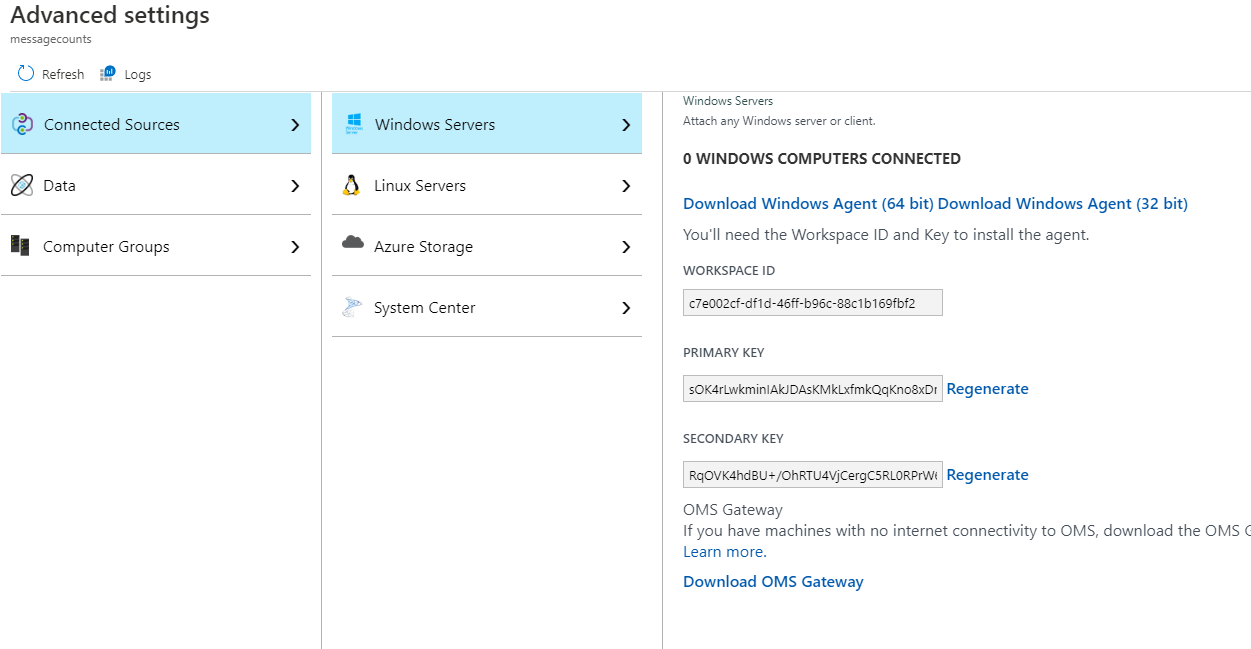 Advanced settings
messagecounts
Refresh Logs
Connected Sources
Data
Computer Groups
Windows Servers
Linux Servers
Azure Storage
System Center
Windows Servers
Attach any Windows server or client.
0 WINDOWS COMPUTERS CONNECTED
Download Windows Agent (64 bit) Download Windows Agent (32 bit)
You'll need the Workspace ID and Key to install the agent.
WORKSPACE ID
c7e002cf-df1d-46ff-b96c-88c1b169fbf2
PRIMARY KEY
sOK4rLwkminIAkJDAsKMkLxfmkQqKno8xDr Regenerate
SECONDARY KEY
RqOVK4hdBU+/OhRTU4VjCergC5RL0RPrW6 Regenerate
OMS Gateway
If you have machines with no internet connectivity to OMS, download the OMS G
Learn more.
Download OMS Gateway